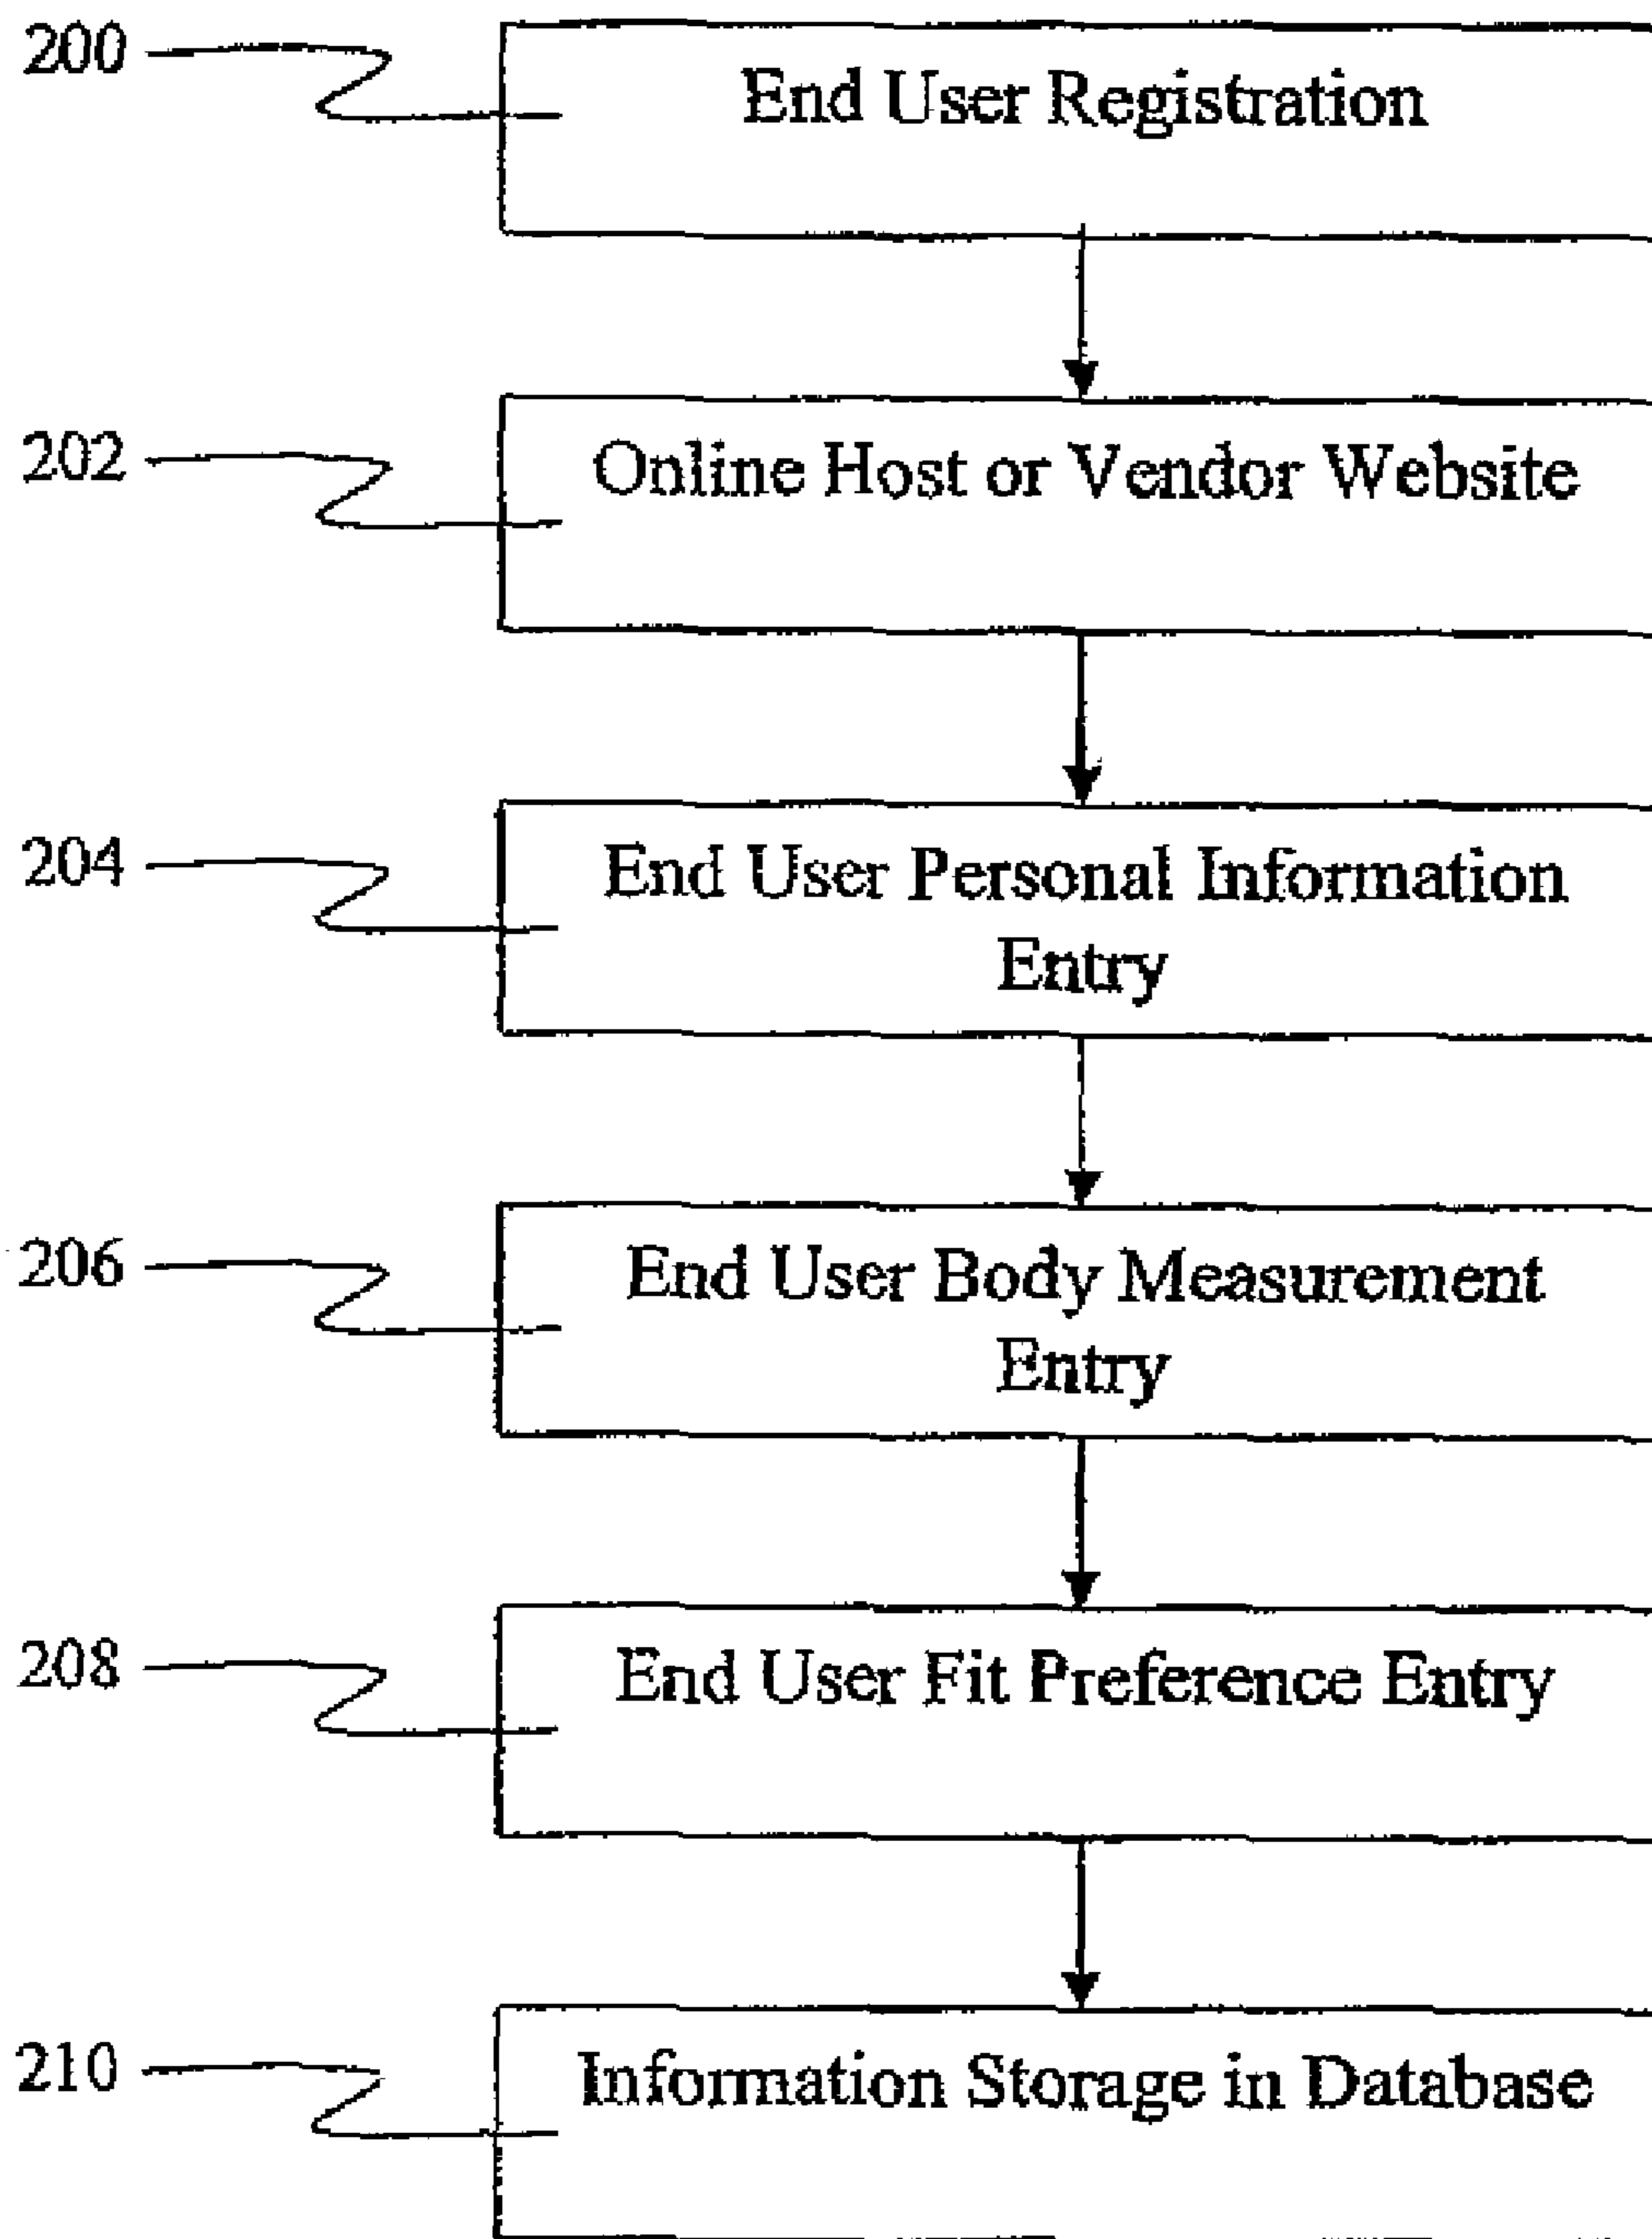 200
End User Registration
202
Online Host or Vendor Website
204
End User Personal Information
Entry
206
End User Body Measurement
Entry
208
End User Fit Preference Entry
210
Information Storage in Database